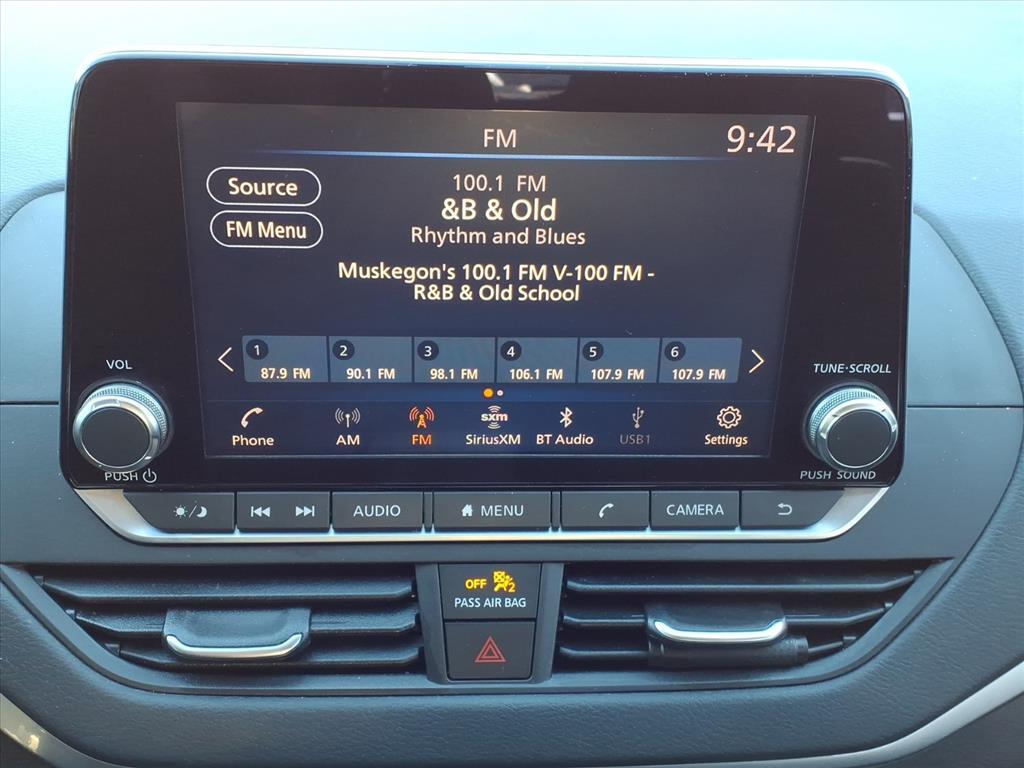 FM
9:42
Source
FM Menu
100.1 FM
&B & Old
Rhythm and Blues
Muskegon's 100.1 FM V-100 FM -
R&B & Old School
1 2 3 4 5 6
87.9 FM 90.1 FM 98.1 FM 106.1 FM 107.9 FM 107.9 FM
sxm
Phone AM FM SiriusXM BT Audio USB1 Settings
VOL
PUSH
TUNE·SCROLL
PUSH SOUND
AUDIO MENU CAMERA
OFF 2
PASS AIR BAG